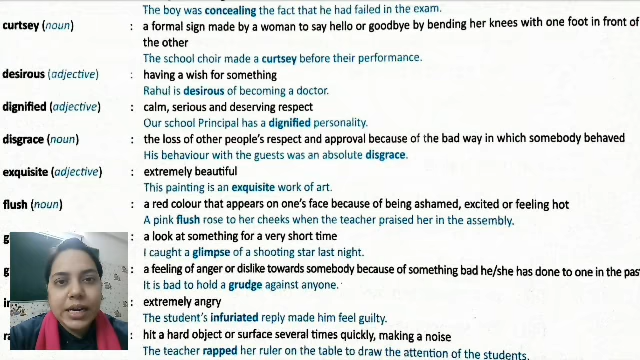 The boy was concealing the fact that he had failed in the exam.
curtsey (noun) : a formal sign made by a woman to say hello or goodbye by bending her knees with one foot in front of
the other
The school choir made a curtsey before their performance.
desirous (adjective) : having a wish for something
Rahul is desirous of becoming a doctor.
dignified (adjective) : calm, serious and deserving respect
Our school Principal has a dignified personality.
disgrace (noun) : the loss of other people's respect and approval because of the bad way in which somebody behaved
His behaviour with the guests was an absolute disgrace.
exquisite (adjective) : extremely beautiful
This painting is an exquisite work of art.
flush (noun) : a red colour that appears on one's face because of being ashamed, excited or feeling hot
A pink flush rose to her cheeks when the teacher praised her in the assembly.
: a look at something for a very short time
I caught a glimpse of a shooting star last night.
: a feeling of anger or dislike towards somebody because of something bad he/she has done to one in the pas
It is bad to hold a grudge against anyone.
: extremely angry
The student's infuriated reply made him feel guilty.
: hit a hard object or surface several times quickly, making a noise
The teacher rapped her ruler on the table to draw the attention of the students.